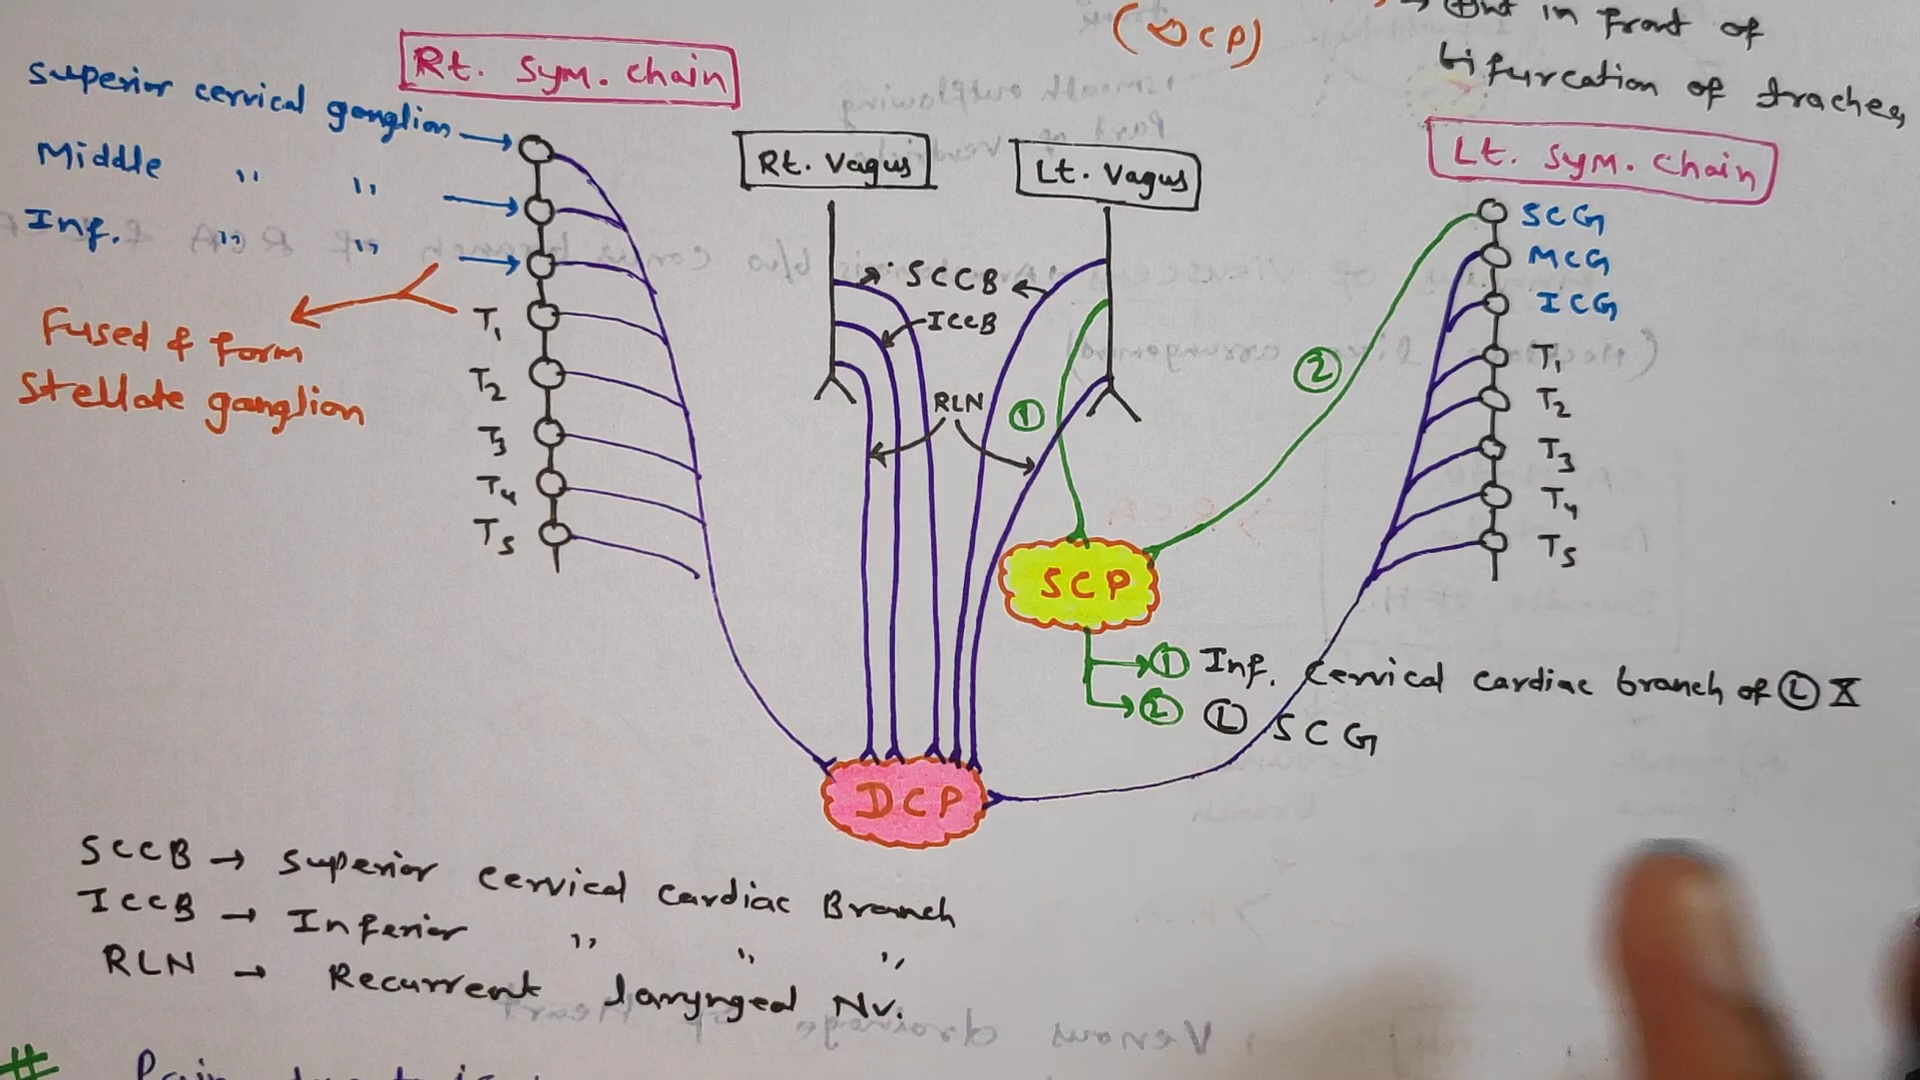 (DCP)
in front of
bifurcation of trachea
Rt. Sym. chain
Superior cervical ganglion
Middle " "
Inf. " "
Fused & form
Stellate ganglion
T1
T2
T3
T4
T5
Rt. Vagus
Lt. Vagus
SCCB
ICCB
RLN
①
②
Lt. Sym. Chain
SCG
MCG
ICG
T1
T2
T3
T4
T5
SCP
① Inf. Cervical cardiac branch of Ⓛ X
② Ⓛ SCG
DCP
SCCB → Superior cervical cardiac Branch
ICCB → Inferior " " "
RLN → Recurrent laryngeal Nv.
#